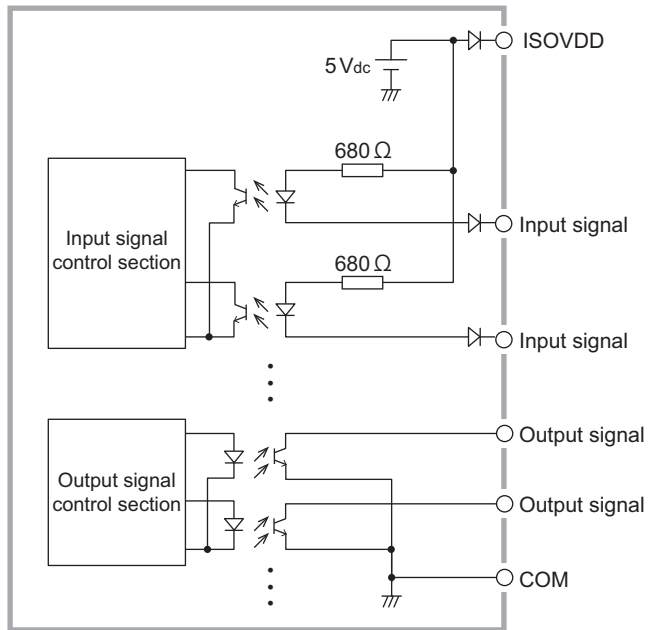 ISOVDD
5 Vdc
680 Ω
Input signal
control section
Input signal
680 Ω
Input signal
Output signal
Output signal
control section
Output signal
COM